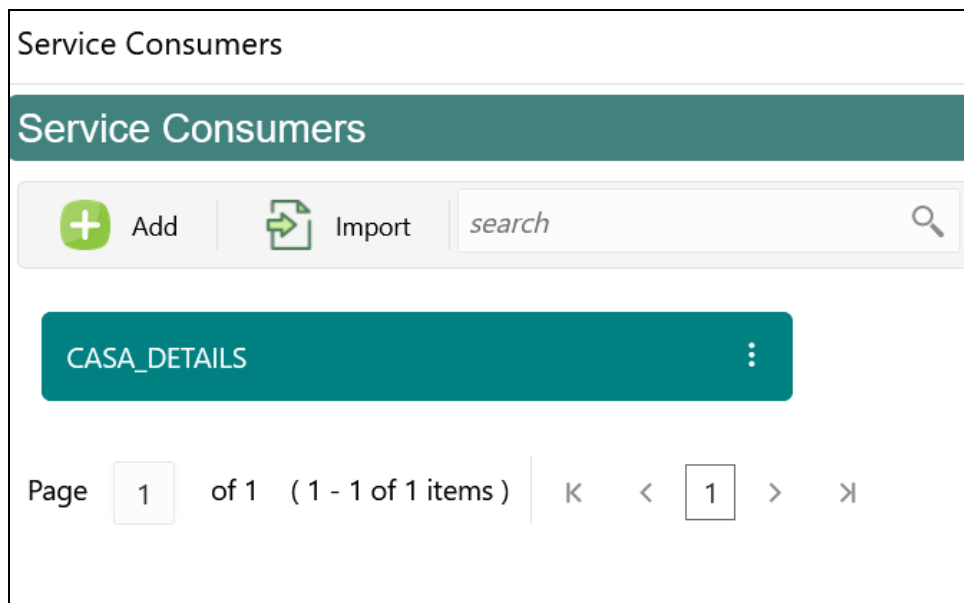 Service Consumers
Service Consumers
Add Import search
CASA_DETAILS
Page 1 of 1 ( 1 - 1 of 1 items ) 1